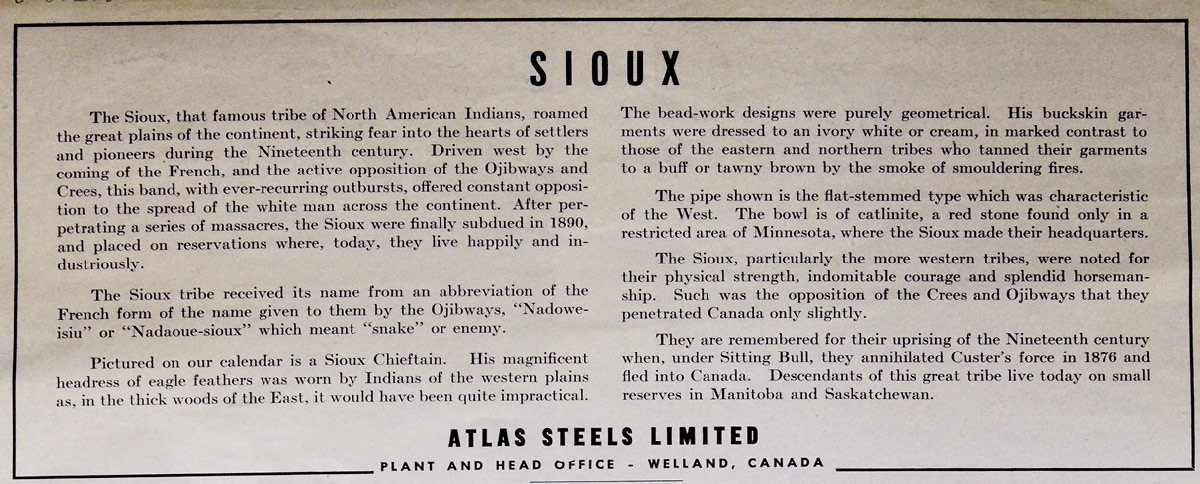 SIOUX
The Sioux, that famous tribe of North American Indians, roamed
the great plains of the continent, striking fear into the hearts of settlers
and pioneers during the Nineteenth century. Driven west by the
coming of the French, and the active opposition of the Ojibways and
Crees, this band, with ever-recurring outbursts, offered constant opposi-
tion to the spread of the white man across the continent. After per-
petrating a series of massacres, the Sioux were finally subdued in 1890,
and placed on reservations where, today, they live happily and in-
dustriously.
The Sioux tribe received its name from an abbreviation of the
French form of the name given to them by the Ojibways, "Nadowe-
isiu" or "Nadaoue-sioux" which meant "snake" or enemy.
Pictured on our calendar is a Sioux Chieftain. His magnificent
headress of eagle feathers was worn by Indians of the western plains
as, in the thick woods of the East, it would have been quite impractical.
The bead-work designs were purely geometrical. His buckskin gar-
ments were dressed to an ivory white or cream, in marked contrast to
those of the eastern and northern tribes who tanned their garments
to a buff or tawny brown by the smoke of smouldering fires.
The pipe shown is the flat-stemmed type which was characteristic
of the West. The bowl is of catlinite, a red stone found only in a
restricted area of Minnesota, where the Sioux made their headquarters.
The Sioux, particularly the more western tribes, were noted for
their physical strength, indomitable courage and splendid horseman-
ship. Such was the opposition of the Crees and Ojibways that they
penetrated Canada only slightly.
They are remembered for their uprising of the Nineteenth century
when, under Sitting Bull, they annihilated Custer's force in 1876 and
fled into Canada. Descendants of this great tribe live today on small
reserves in Manitoba and Saskatchewan.
ATLAS STEELS LIMITED
PLANT AND HEAD OFFICE - WELLAND, CANADA